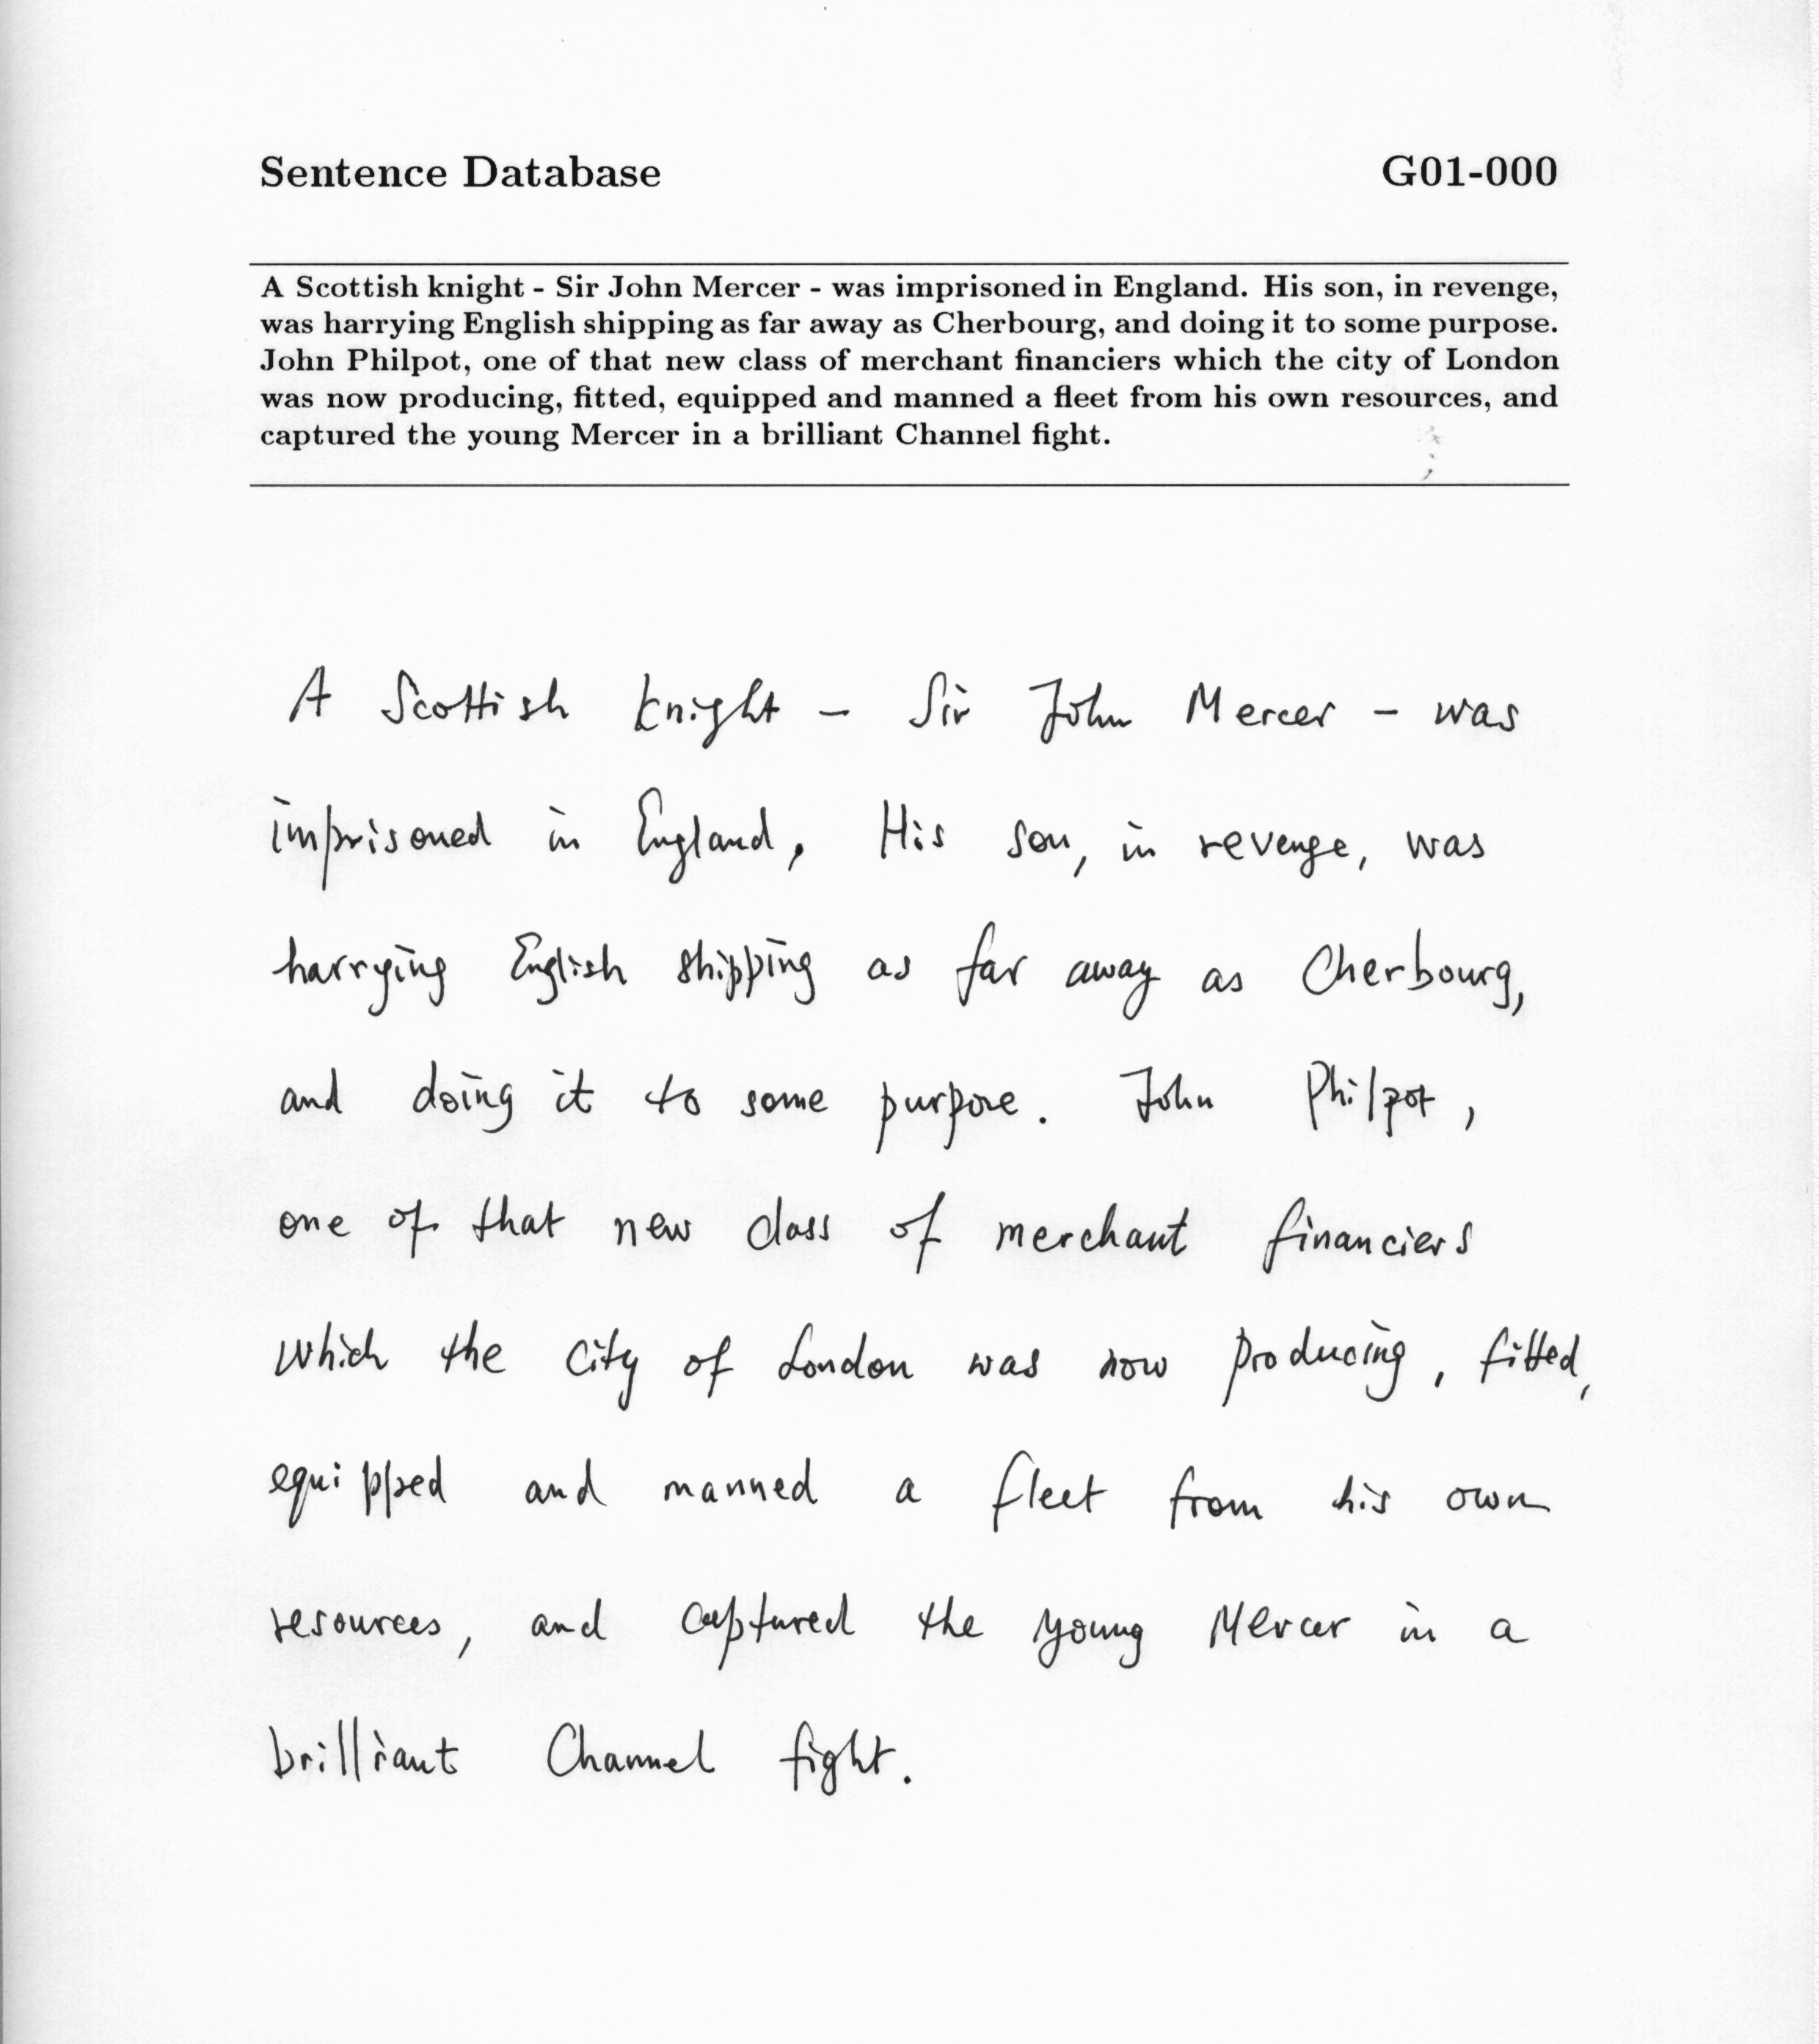 Sentence Database G01-000
A Scottish knight - Sir John Mercer - was imprisoned in England. His son, in revenge,
was harrying English shipping as far away as Cherbourg, and doing it to some purpose.
John Philpot, one of that new class of merchant financiers which the city of London
was now producing, fitted, equipped and manned a fleet from his own resources, and
captured the young Mercer in a brilliant Channel fight.
A Scottish knight - Sir John Mercer - was
imprisoned in England, His son, in revenge, was
harrying English shipping as far away as Cherbourg,
and doing it to some purpose. John Philpot,
one of that new class of merchant financiers
which the city of London was now producing, fitted,
equipped and manned a fleet from his own
resources, and captured the young Mercer in a
brilliant Channel fight.